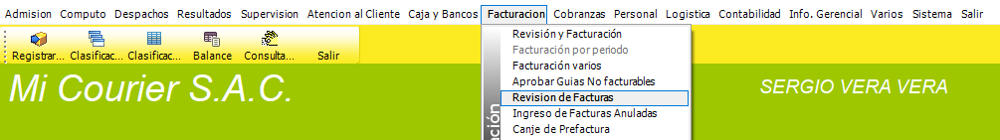 Admision Computo Despachos Resultados Supervision Atencion al Cliente Caja y Bancos Facturacion Cobranzas Personal Logistica Contabilidad Info. Gerencial Varios Sistema Salir
Registrar... Clasificac... Clasificac... Balance Consulta... Salir
Mi Courier S.A.C.
Revisión y Facturación
Facturación por periodo
Facturación varios
Aprobar Guias No facturables
Revision de Facturas
Ingreso de Facturas Anuladas
Canje de Prefactura
SERGIO VERA VERA